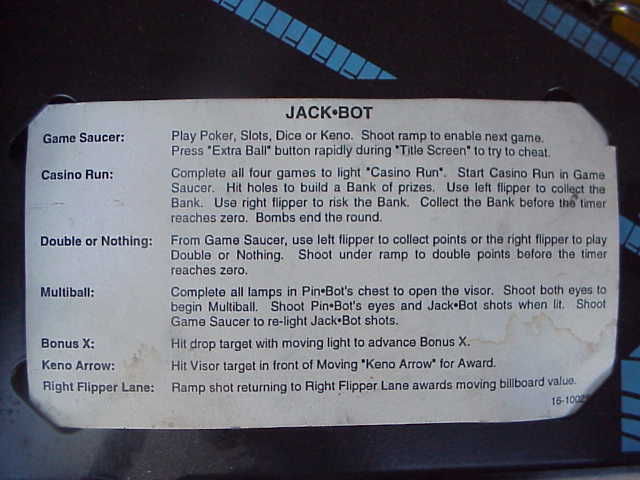 JACK•BOT
Game Saucer: Play Poker, Slots, Dice or Keno. Shoot ramp to enable next game.
Press "Extra Ball" button rapidly during "Title Screen" to try to cheat.
Casino Run: Complete all four games to light "Casino Run". Start Casino Run in Game
Saucer. Hit holes to build a Bank of prizes. Use left flipper to collect the
Bank. Use right flipper to risk the Bank. Collect the Bank before the timer
reaches zero. Bombs end the round.
Double or Nothing: From Game Saucer, use left flipper to collect points or the right flipper to play
Double or Nothing. Shoot under ramp to double points before the timer
reaches zero.
Multiball: Complete all lamps in Pin•Bot's chest to open the visor. Shoot both eyes to
begin Multiball. Shoot Pin•Bot's eyes and Jack•Bot shots when lit. Shoot
Game Saucer to re-light Jack•Bot shots.
Bonus X: Hit drop target with moving light to advance Bonus X.
Keno Arrow: Hit Visor target in front of Moving "Keno Arrow" for Award.
Right Flipper Lane: Ramp shot returning to Right Flipper Lane awards moving billboard value.